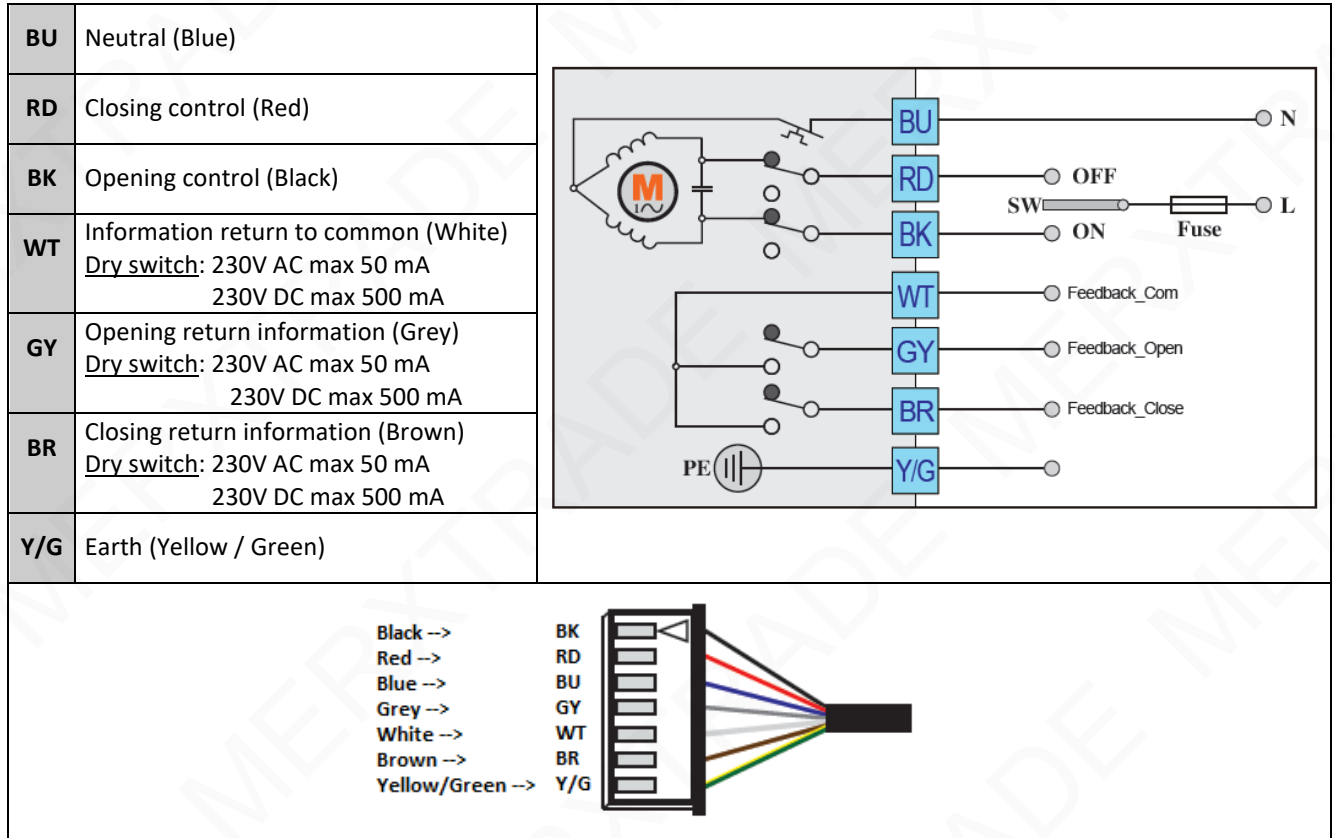 BU Neutral (Blue)
RD Closing control (Red)
BK Opening control (Black)
WT Information return to common (White)
Dry switch: 230V AC max 50 mA
230V DC max 500 mA
GY Opening return information (Grey)
Dry switch: 230V AC max 50 mA
230V DC max 500 mA
BR Closing return information (Brown)
Dry switch: 230V AC max 50 mA
230V DC max 500 mA
Y/G Earth (Yellow / Green)
BU N
M
1
RD OFF
SW L
Fuse
BK ON
WT Feedback_Com
GY Feedback_Open
BR Feedback_Close
PE Y/G
Black --> BK
Red --> RD
Blue --> BU
Grey --> GY
White --> WT
Brown --> BR
Yellow/Green --> Y/G
MERXTRADE MERXTRADE MERXTRADE